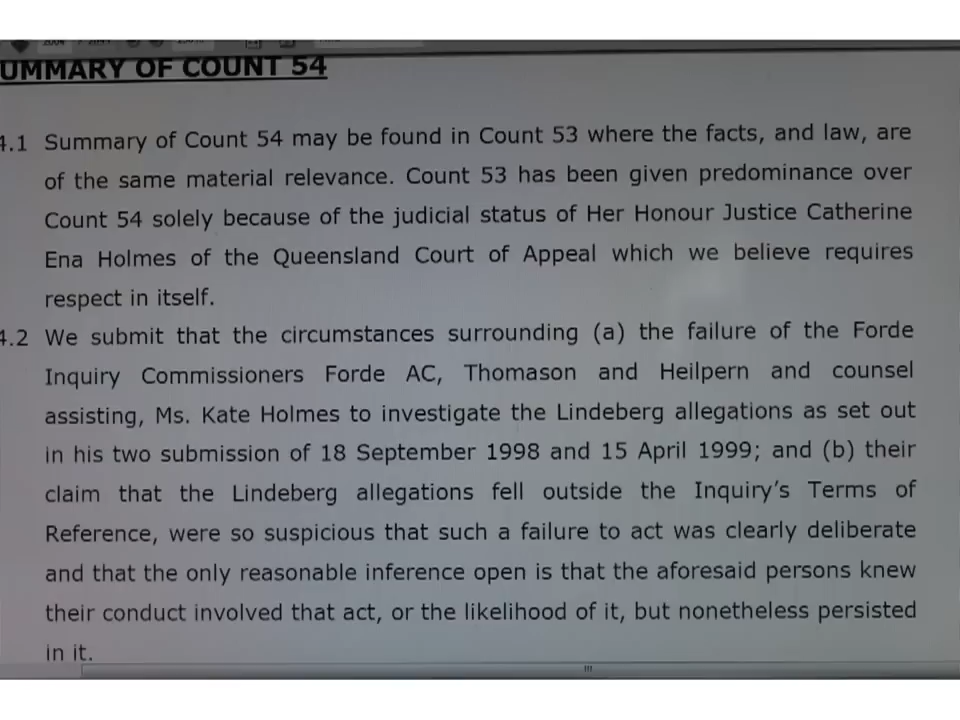 UMMARY OF COUNT 54
4.1 Summary of Count 54 may be found in Count 53 where the facts, and law, are
of the same material relevance. Count 53 has been given predominance over
Count 54 solely because of the judicial status of Her Honour Justice Catherine
Ena Holmes of the Queensland Court of Appeal which we believe requires
respect in itself.
4.2 We submit that the circumstances surrounding (a) the failure of the Forde
Inquiry Commissioners Forde AC, Thomason and Heilpern and counsel
assisting, Ms. Kate Holmes to investigate the Lindeberg allegations as set out
in his two submission of 18 September 1998 and 15 April 1999; and (b) their
claim that the Lindeberg allegations fell outside the Inquiry's Terms of
Reference, were so suspicious that such a failure to act was clearly deliberate
and that the only reasonable inference open is that the aforesaid persons knew
their conduct involved that act, or the likelihood of it, but nonetheless persisted
in it.